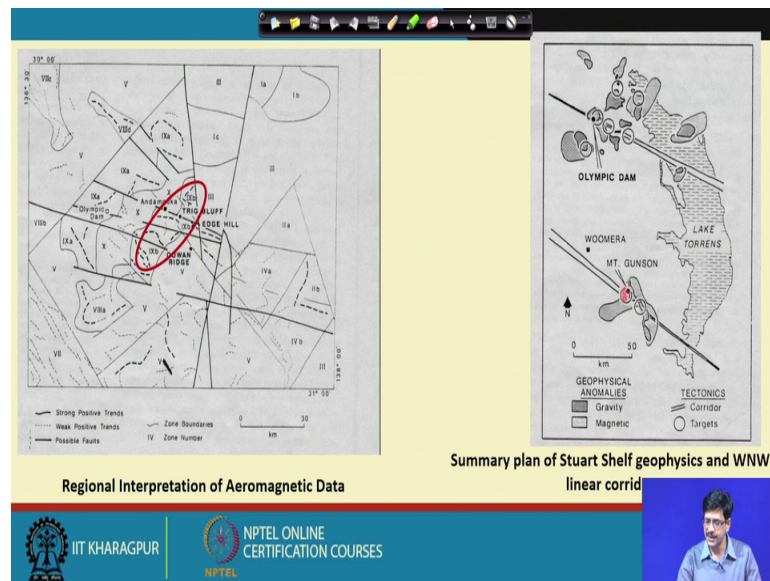 30° 00'
136° 30'
VIIc
V
III
Ia
Ib
V
VIIId
IXa
Ic
V
III
IXa
IXa
X
IXb
III
Andamooka
Olympic Dam
X
TRIG BLUFF
EDGE HILL
IXb
VIIIb
IXa
X
IXb
COWAN RIDGE
IIa
V
V
IVa
IIb
VIIIa
V
VII
V
IVb
III
138° 00'
31° 00'
Strong Positive Trends
Weak Positive Trends
Possible Faults
Zone Boundaries
IV Zone Number
0 30
km
Regional Interpretation of Aeromagnetic Data
OLYMPIC DAM
LAKE
TORRENS
WOOMERA
MT. GUNSON
N
0 50
km
GEOPHYSICAL
ANOMALIES
Gravity
Magnetic
TECTONICS
Corridor
Targets
Summary plan of Stuart Shelf geophysics and WNW
linear corrid
IIT KHARAGPUR
NPTEL
NPTEL ONLINE
CERTIFICATION COURSES